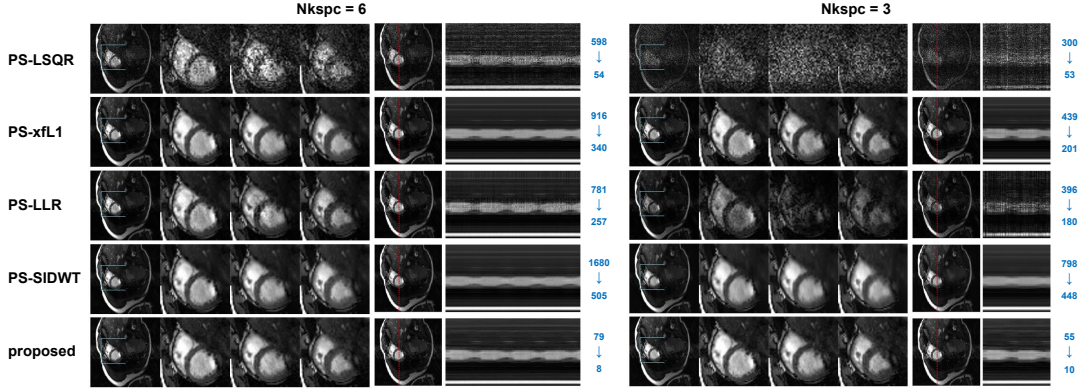 Nkspc = 6 Nkspc = 3
PS-LSQR 598 ↓ 54 300 ↓ 53
PS-xfL1 916 ↓ 340 439 ↓ 201
PS-LLR 781 ↓ 257 396 ↓ 180
PS-SIDWT 1680 ↓ 505 798 ↓ 448
proposed 79 ↓ 8 55 ↓ 10